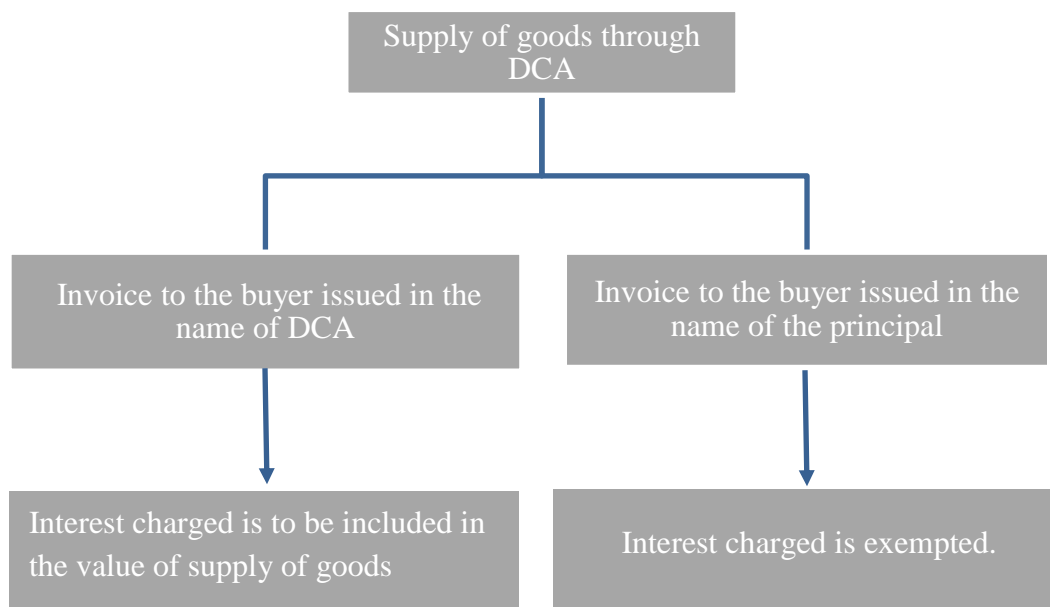 Supply of goods through
DCA
Invoice to the buyer issued in the
name of DCA
Invoice to the buyer issued in the
name of the principal
Interest charged is to be included in
the value of supply of goods
Interest charged is exempted.